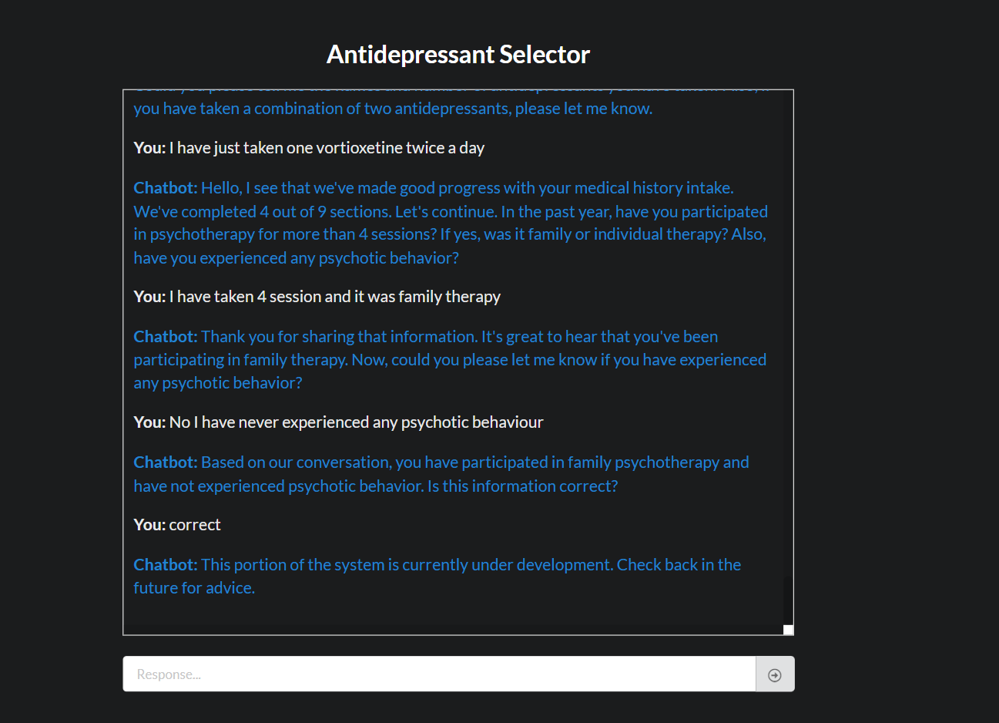 Antidepressant Selector
you have taken a combination of two antidepressants, please let me know.
You: I have just taken one vortioxetine twice a day
Chatbot: Hello, I see that we've made good progress with your medical history intake.
We've completed 4 out of 9 sections. Let's continue. In the past year, have you participated
in psychotherapy for more than 4 sessions? If yes, was it family or individual therapy? Also,
have you experienced any psychotic behavior?
You: I have taken 4 session and it was family therapy
Chatbot: Thank you for sharing that information. It's great to hear that you've been
participating in family therapy. Now, could you please let me know if you have experienced
any psychotic behavior?
You: No I have never experienced any psychotic behaviour
Chatbot: Based on our conversation, you have participated in family psychotherapy and
have not experienced psychotic behavior. Is this information correct?
You: correct
Chatbot: This portion of the system is currently under development. Check back in the
future for advice.
Response...